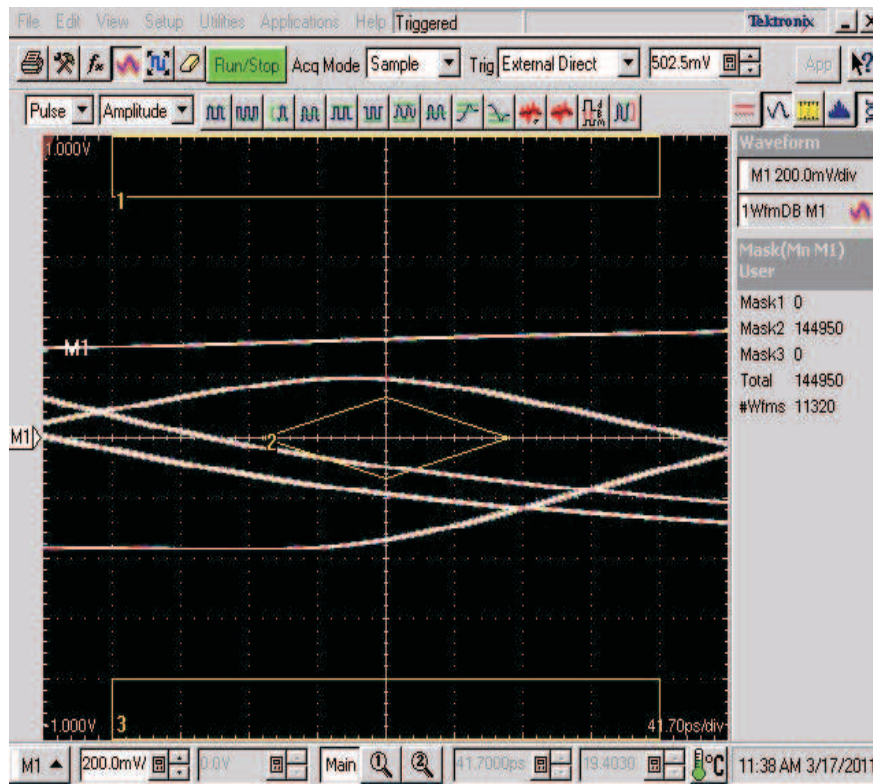 File Edit View Setup Utilities Applications Help Triggered Tektronix
Run/Stop Acq Mode Sample Trig External Direct 502.5mV App
Pulse Amplitude
1.000V
1
Waveform
M1 200.0mV/div
1WfmDB M1
Mask(Mn M1)
User
Mask1 0
Mask2 144950
Mask3 0
Total 144950
#Wfms 11320
M1
M1
2
-1.000V
3
41.70ps/div
M1 200.0mV/ 0.0V Main 1 2 41.7000ps 19.4030 °C 11:38 AM 3/17/2011